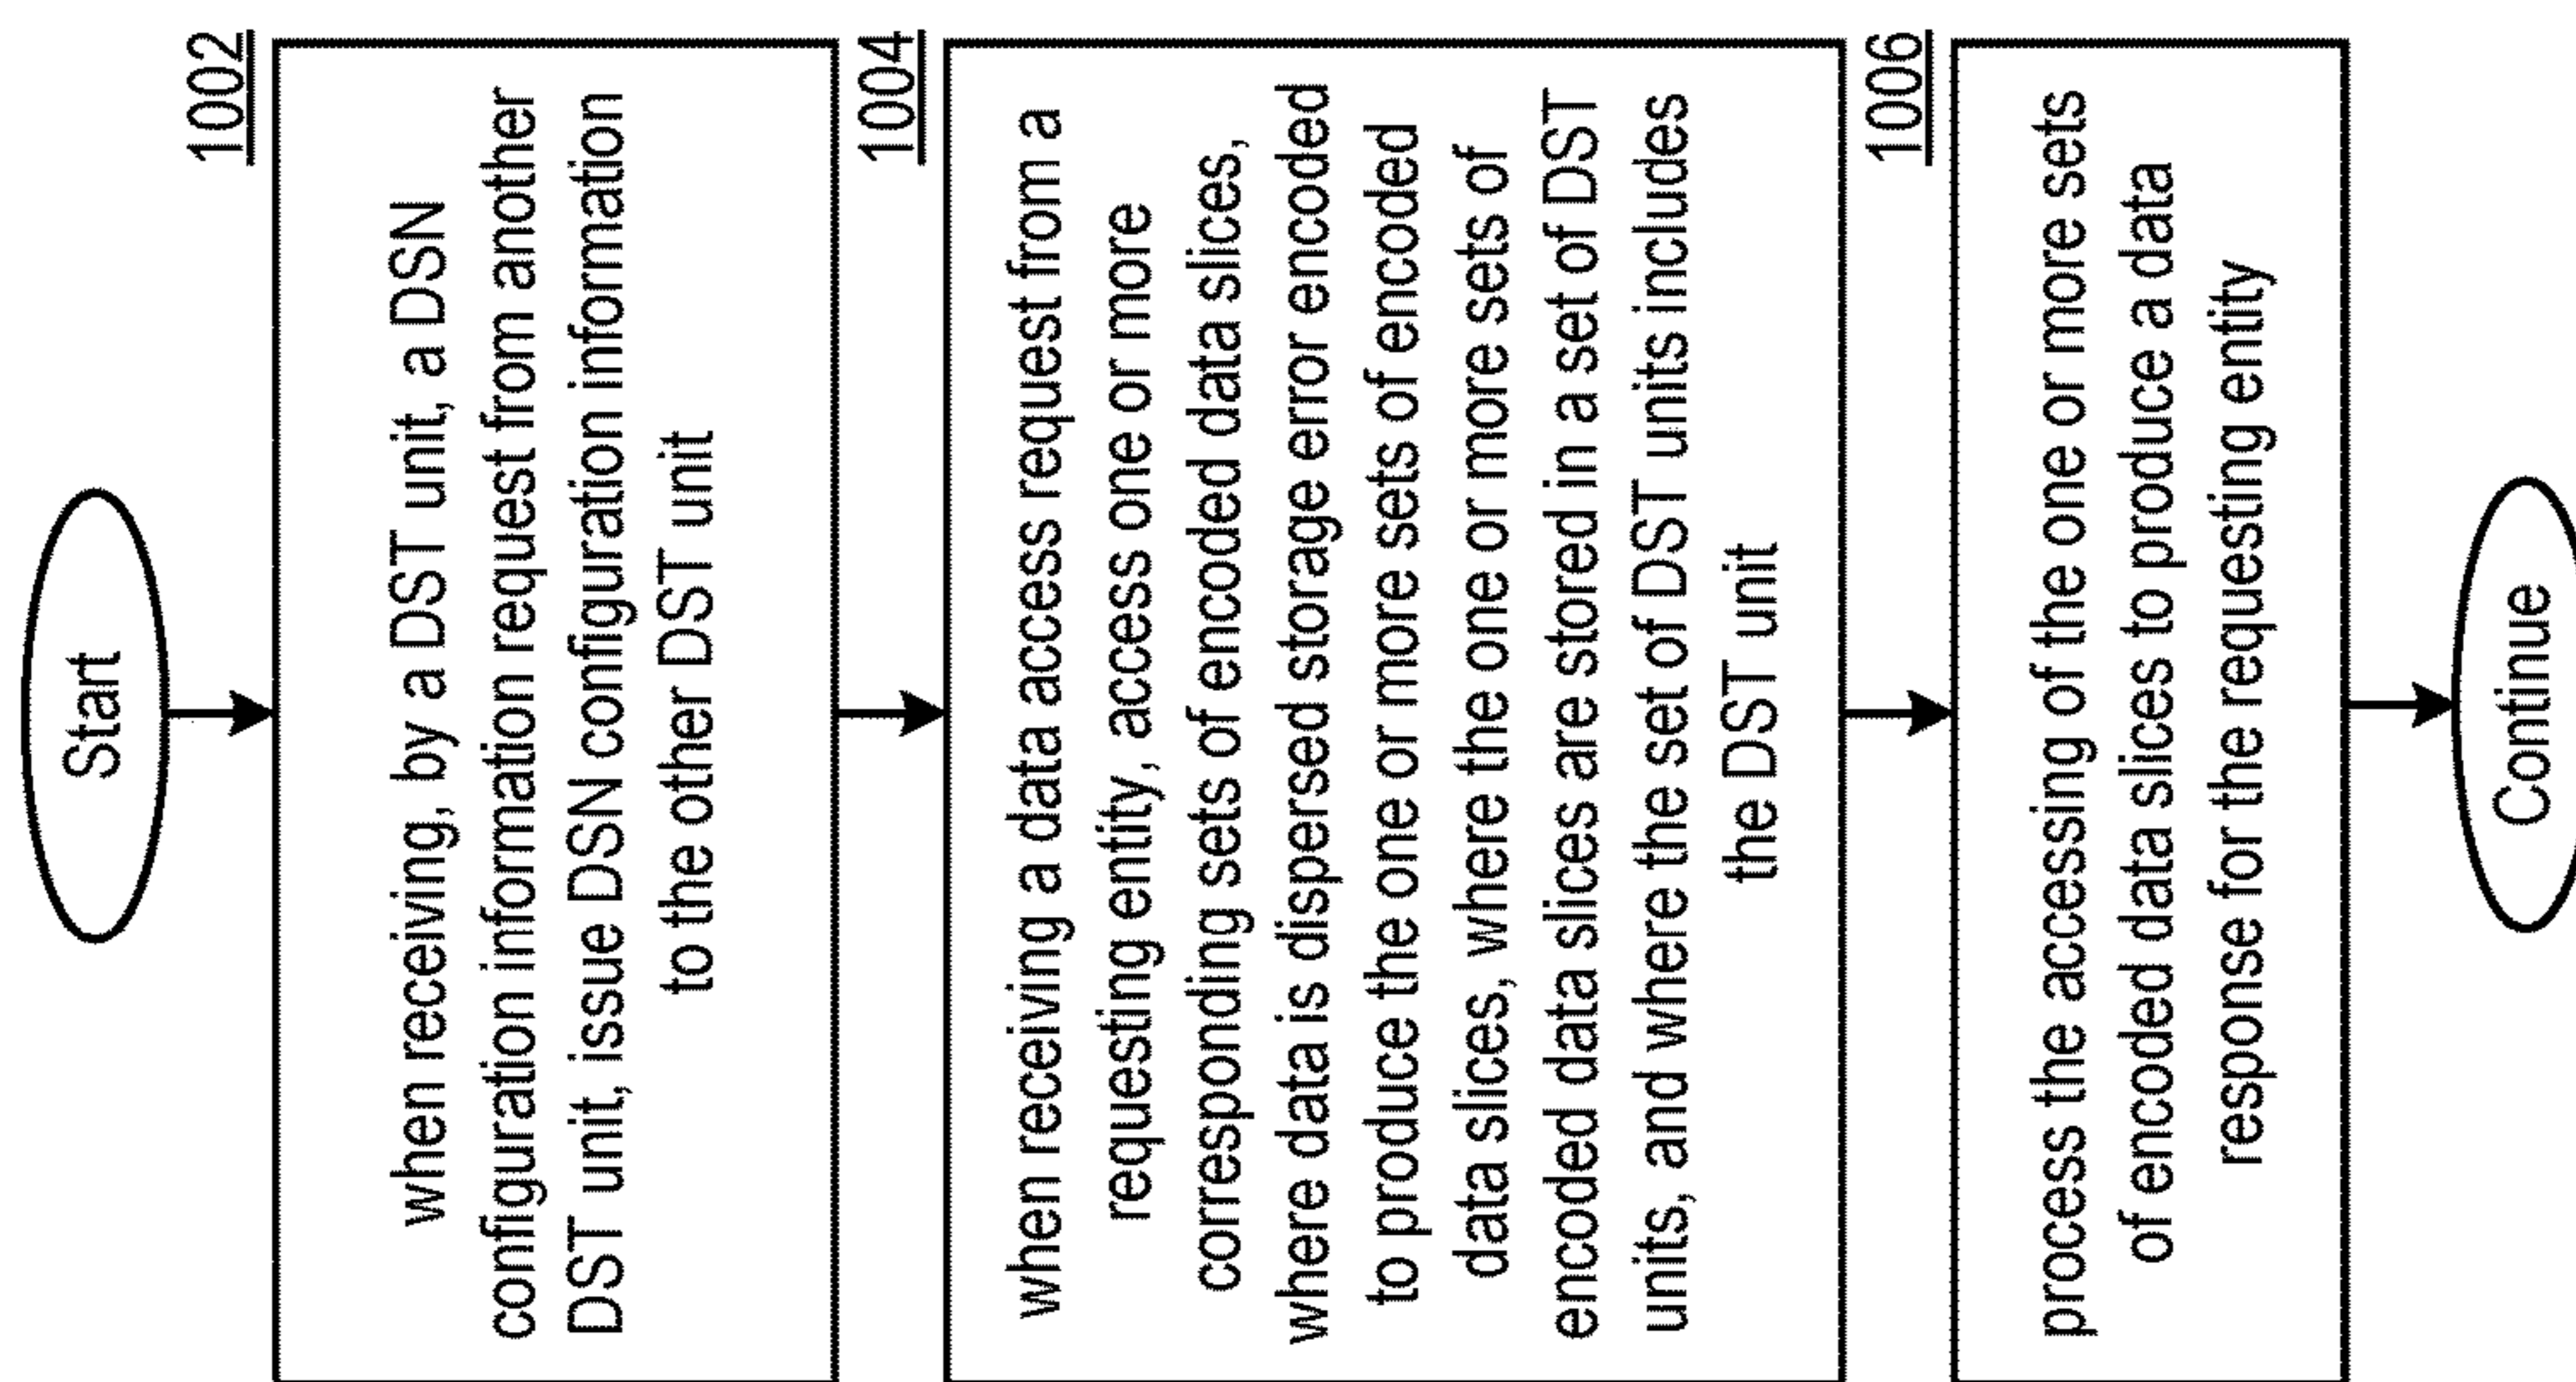 Start
1002
when receiving, by a DST unit, a DSN
configuration information request from another
DST unit, issue DSN configuration information
to the other DST unit
1004
when receiving a data access request from a
requesting entity, access one or more
corresponding sets of encoded data slices,
where data is dispersed storage error encoded
to produce the one or more sets of encoded
data slices, where the one or more sets of
encoded data slices are stored in a set of DST
units, and where the set of DST units includes
the DST unit
1006
process the accessing of the one or more sets
of encoded data slices to produce a data
response for the requesting entity
Continue